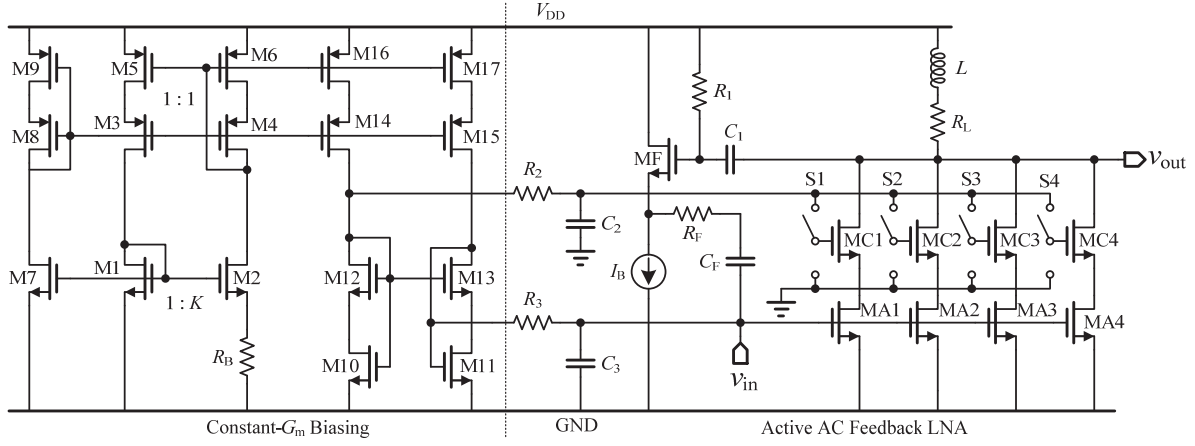 VDD
M9
M5
M6
M16
M17
1 : 1
M8
M3
M4
M14
M15
R1
L
RL
C1
MF
vout
R2
C2
RF
CF
IB
S1
S2
S3
S4
MC1
MC2
MC3
MC4
M7
M1
M2
M12
M13
1 : K
RB
R3
C3
M10
M11
vin
MA1
MA2
MA3
MA4
Constant-Gm Biasing
GND
Active AC Feedback LNA